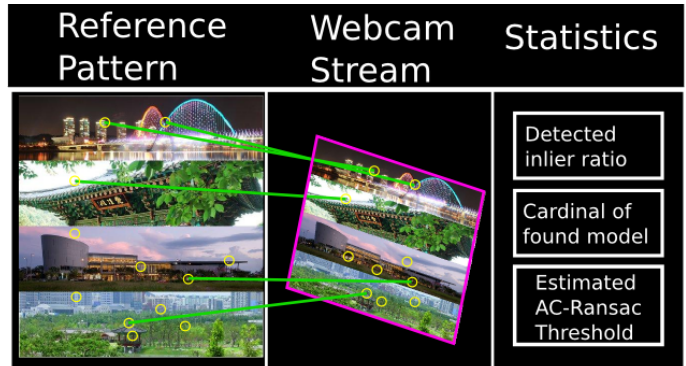 Reference
Pattern
Webcam
Stream
Statistics
Detected
inlier ratio
Cardinal of
found model
Estimated
AC-Ransac
Threshold